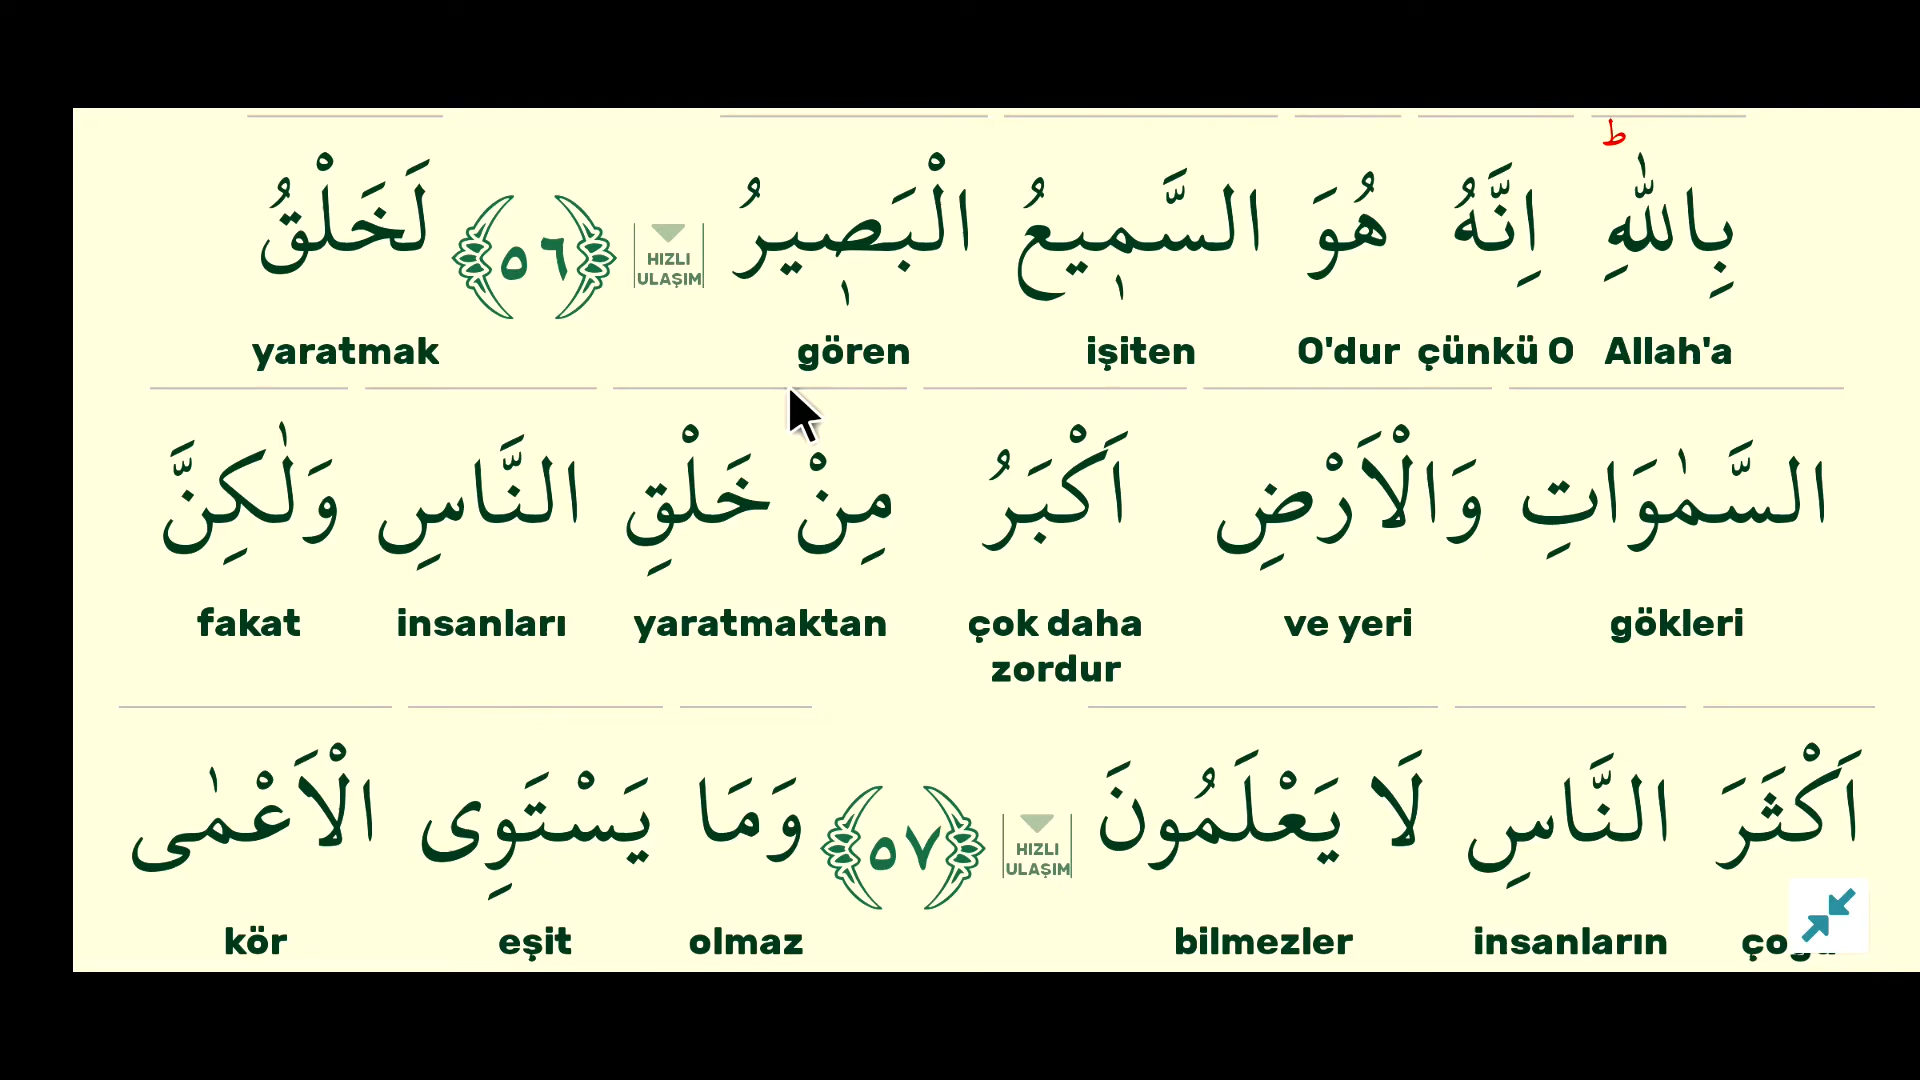 بِاللّٰهِ ط اِنَّهُ هُوَ السَّمٖيعُ الْبَصٖيرُ HIZLI ULAŞIM ﴿٥٦﴾ لَخَلْقُ
Allah'a çünkü O O'dur işiten gören yaratmak
السَّمٰوَاتِ وَالْاَرْضِ اَكْبَرُ مِنْ خَلْقِ النَّاسِ وَلٰكِنَّ
gökleri ve yeri çok daha zordur yaratmaktan insanları fakat
اَكْثَرَ النَّاسِ لَا يَعْلَمُونَ HIZLI ULAŞIM ﴿٥٧﴾ وَمَا يَسْتَوِى الْاَعْمٰى
insanların bilmezler olmaz eşit kör